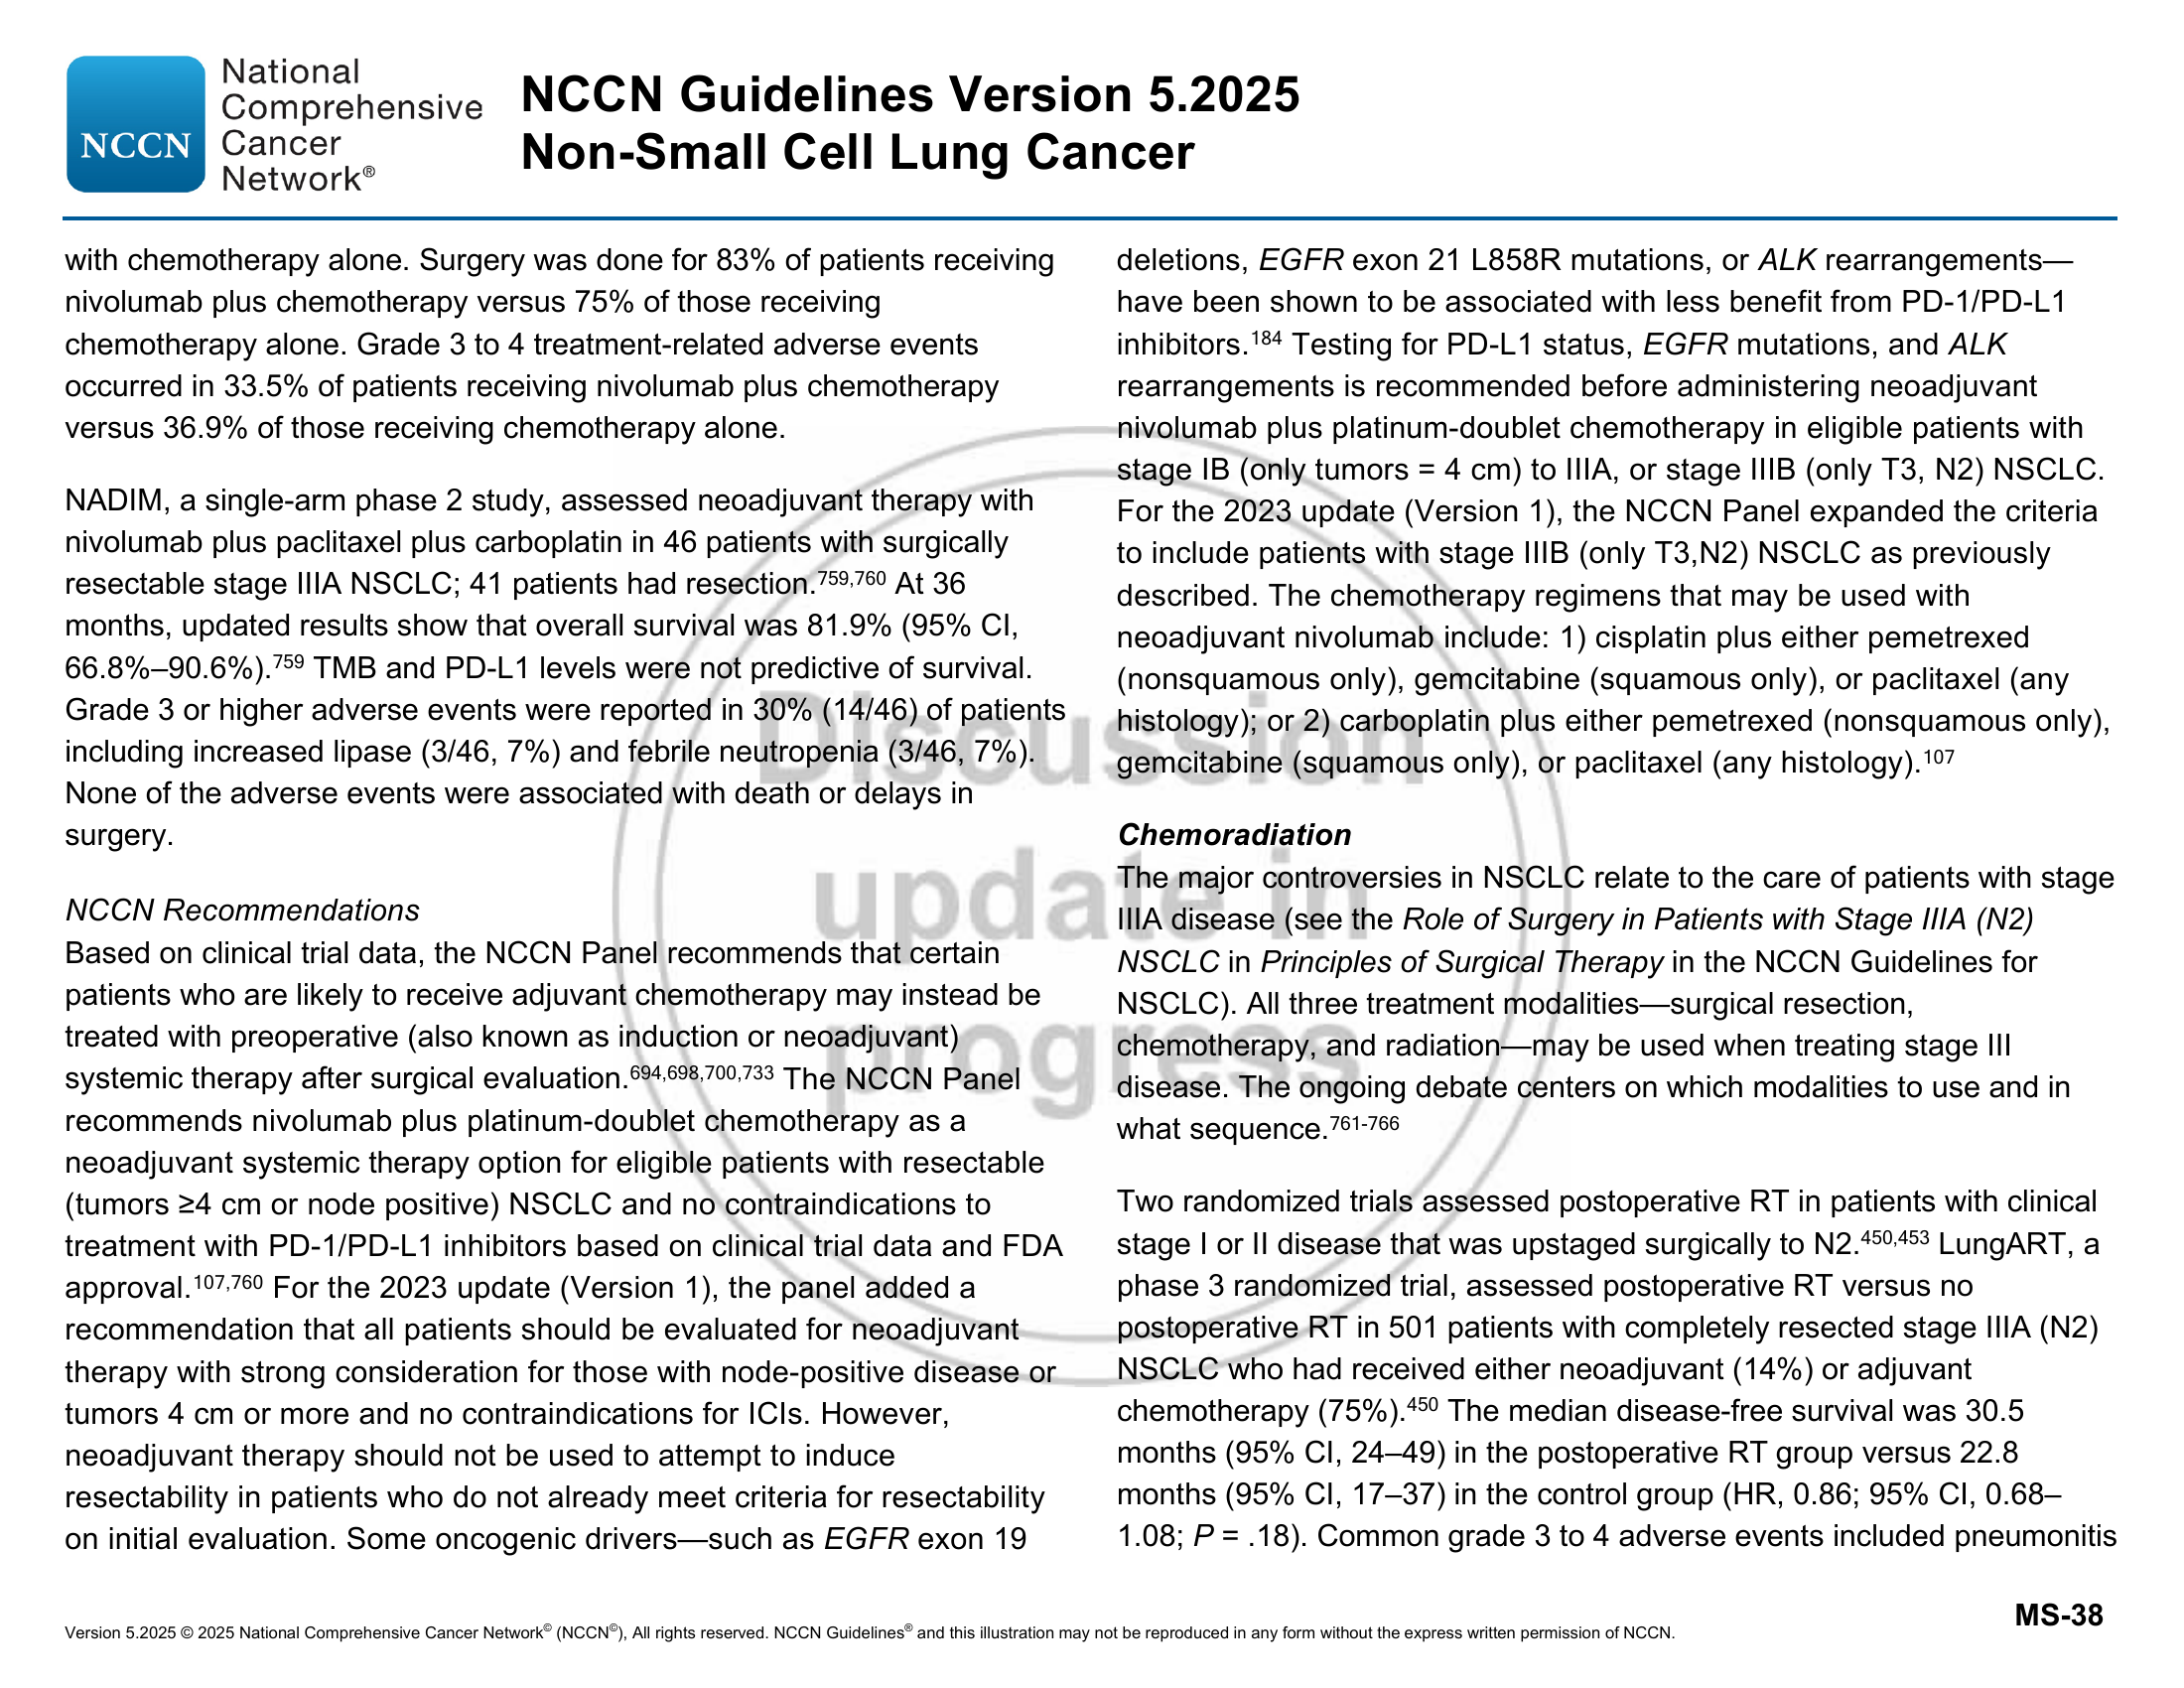 National
Comprehensive
NCCN Cancer
Network®
NCCN Guidelines Version 5.2025
Non-Small Cell Lung Cancer
with chemotherapy alone. Surgery was done for 83% of patients receiving
nivolumab plus chemotherapy versus 75% of those receiving
chemotherapy alone. Grade 3 to 4 treatment-related adverse events
occurred in 33.5% of patients receiving nivolumab plus chemotherapy
versus 36.9% of those receiving chemotherapy alone.
NADIM, a single-arm phase 2 study, assessed neoadjuvant therapy with
nivolumab plus paclitaxel plus carboplatin in 46 patients with surgically
resectable stage IIIA NSCLC; 41 patients had resection.759,760 At 36
months, updated results show that overall survival was 81.9% (95% CI,
66.8%–90.6%).759 TMB and PD-L1 levels were not predictive of survival.
Grade 3 or higher adverse events were reported in 30% (14/46) of patients
including increased lipase (3/46, 7%) and febrile neutropenia (3/46, 7%).
None of the adverse events were associated with death or delays in
surgery.
NCCN Recommendations
Based on clinical trial data, the NCCN Panel recommends that certain
patients who are likely to receive adjuvant chemotherapy may instead be
treated with preoperative (also known as induction or neoadjuvant)
systemic therapy after surgical evaluation.694,698,700,733 The NCCN Panel
recommends nivolumab plus platinum-doublet chemotherapy as a
neoadjuvant systemic therapy option for eligible patients with resectable
(tumors ≥4 cm or node positive) NSCLC and no contraindications to
treatment with PD-1/PD-L1 inhibitors based on clinical trial data and FDA
approval.107,760 For the 2023 update (Version 1), the panel added a
recommendation that all patients should be evaluated for neoadjuvant
therapy with strong consideration for those with node-positive disease or
tumors 4 cm or more and no contraindications for ICIs. However,
neoadjuvant therapy should not be used to attempt to induce
resectability in patients who do not already meet criteria for resectability
on initial evaluation. Some oncogenic drivers—such as EGFR exon 19
deletions, EGFR exon 21 L858R mutations, or ALK rearrangements—
have been shown to be associated with less benefit from PD-1/PD-L1
inhibitors.184 Testing for PD-L1 status, EGFR mutations, and ALK
rearrangements is recommended before administering neoadjuvant
nivolumab plus platinum-doublet chemotherapy in eligible patients with
stage IB (only tumors = 4 cm) to IIIA, or stage IIIB (only T3, N2) NSCLC.
For the 2023 update (Version 1), the NCCN Panel expanded the criteria
to include patients with stage IIIB (only T3,N2) NSCLC as previously
described. The chemotherapy regimens that may be used with
neoadjuvant nivolumab include: 1) cisplatin plus either pemetrexed
(nonsquamous only), gemcitabine (squamous only), or paclitaxel (any
histology); or 2) carboplatin plus either pemetrexed (nonsquamous only),
gemcitabine (squamous only), or paclitaxel (any histology).107
Chemoradiation
The major controversies in NSCLC relate to the care of patients with stage
IIIA disease (see the Role of Surgery in Patients with Stage IIIA (N2)
NSCLC in Principles of Surgical Therapy in the NCCN Guidelines for
NSCLC). All three treatment modalities—surgical resection,
chemotherapy, and radiation—may be used when treating stage III
disease. The ongoing debate centers on which modalities to use and in
what sequence.761-766
Two randomized trials assessed postoperative RT in patients with clinical
stage I or II disease that was upstaged surgically to N2.450,453 LungART, a
phase 3 randomized trial, assessed postoperative RT versus no
postoperative RT in 501 patients with completely resected stage IIIA (N2)
NSCLC who had received either neoadjuvant (14%) or adjuvant
chemotherapy (75%).450 The median disease-free survival was 30.5
months (95% CI, 24–49) in the postoperative RT group versus 22.8
months (95% CI, 17–37) in the control group (HR, 0.86; 95% CI, 0.68–
1.08; P = .18). Common grade 3 to 4 adverse events included pneumonitis
Discussion
update in
progress
MS-38
Version 5.2025 © 2025 National Comprehensive Cancer Network© (NCCN©), All rights reserved. NCCN Guidelines® and this illustration may not be reproduced in any form without the express written permission of NCCN.